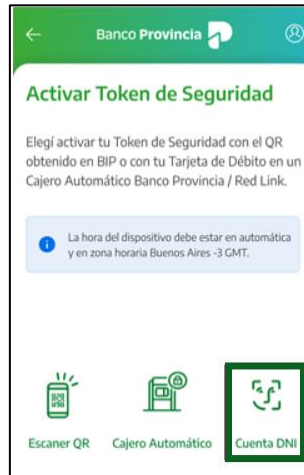 Banco Provincia
Activar Token de Seguridad
Elegí activar tu Token de Seguridad con el QR
obtenido en BIP o con tu Tarjeta de Débito en un
Cajero Automático Banco Provincia / Red Link.
La hora del dispositivo debe estar en automática
y en zona horaria Buenos Aires -3 GMT.
Escaner QR Cajero Automático Cuenta DNI